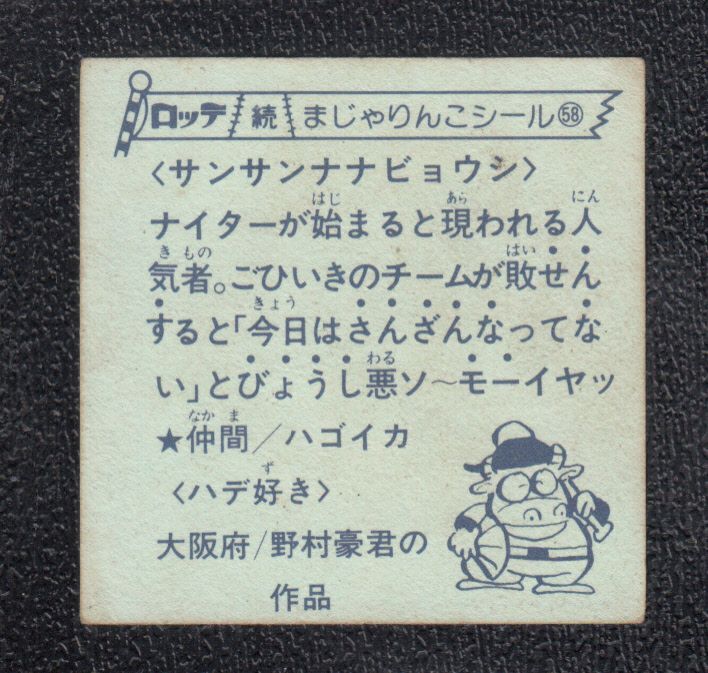 ロッテ 続 まじゃりんこシール58
〈サンサンナナビョウシ〉
ナイターが始まると現われる人
気者。ごひいきのチームが敗せん
すると「今日はさんざんなってな
い」とびょうし悪ソ〜モーイヤッ
★仲間/ハゴイカ
〈ハデ好き〉
大阪府/野村豪君の
作品